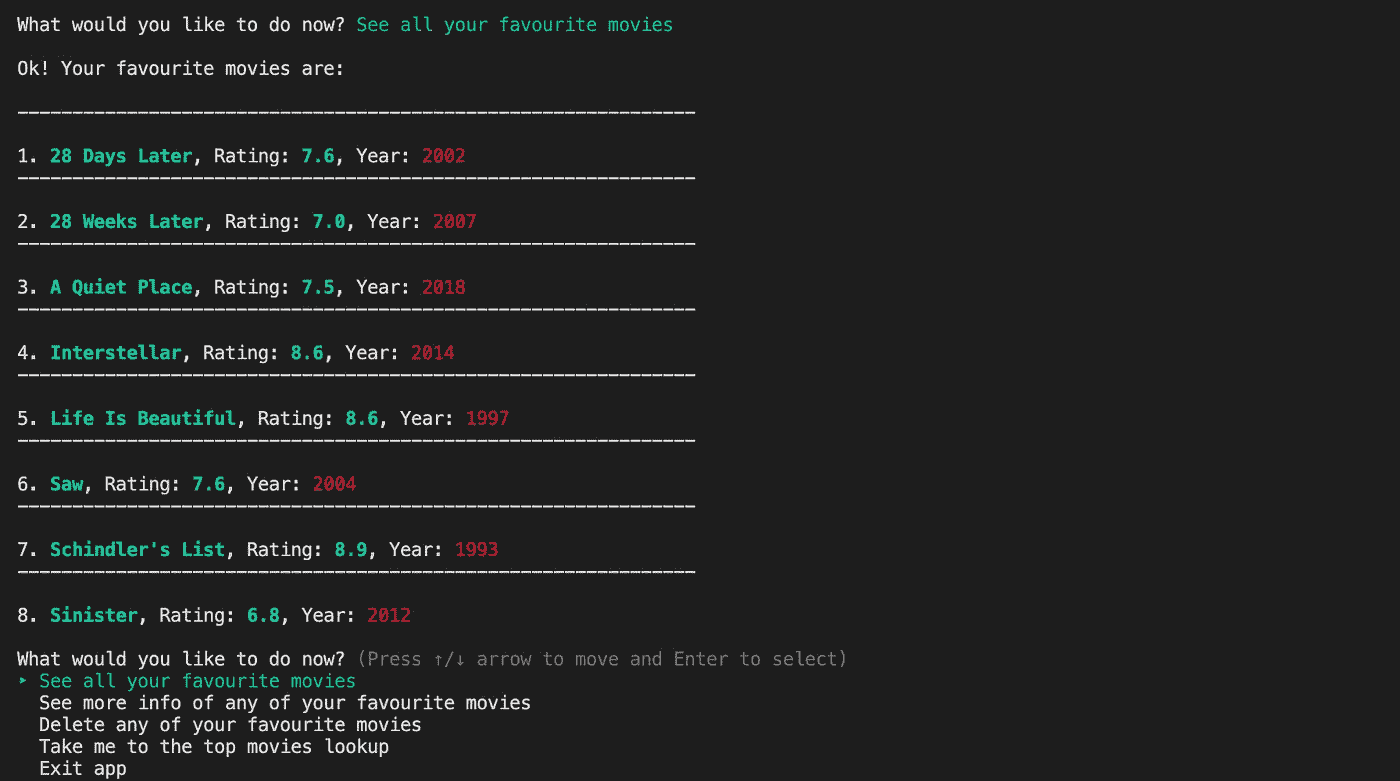 What would you like to do now? See all your favourite movies
Ok! Your favourite movies are:
1. 28 Days Later, Rating: 7.6, Year: 2002
2. 28 Weeks Later, Rating: 7.0, Year: 2007
3. A Quiet Place, Rating: 7.5, Year: 2018
4. Interstellar, Rating: 8.6, Year: 2014
5. Life Is Beautiful, Rating: 8.6, Year: 1997
6. Saw, Rating: 7.6, Year: 2004
7. Schindler's List, Rating: 8.9, Year: 1993
8. Sinister, Rating: 6.8, Year: 2012
What would you like to do now? (Press ↑/↓ arrow to move and Enter to select)
‣ See all your favourite movies
See more info of any of your favourite movies
Delete any of your favourite movies
Take me to the top movies lookup
Exit app